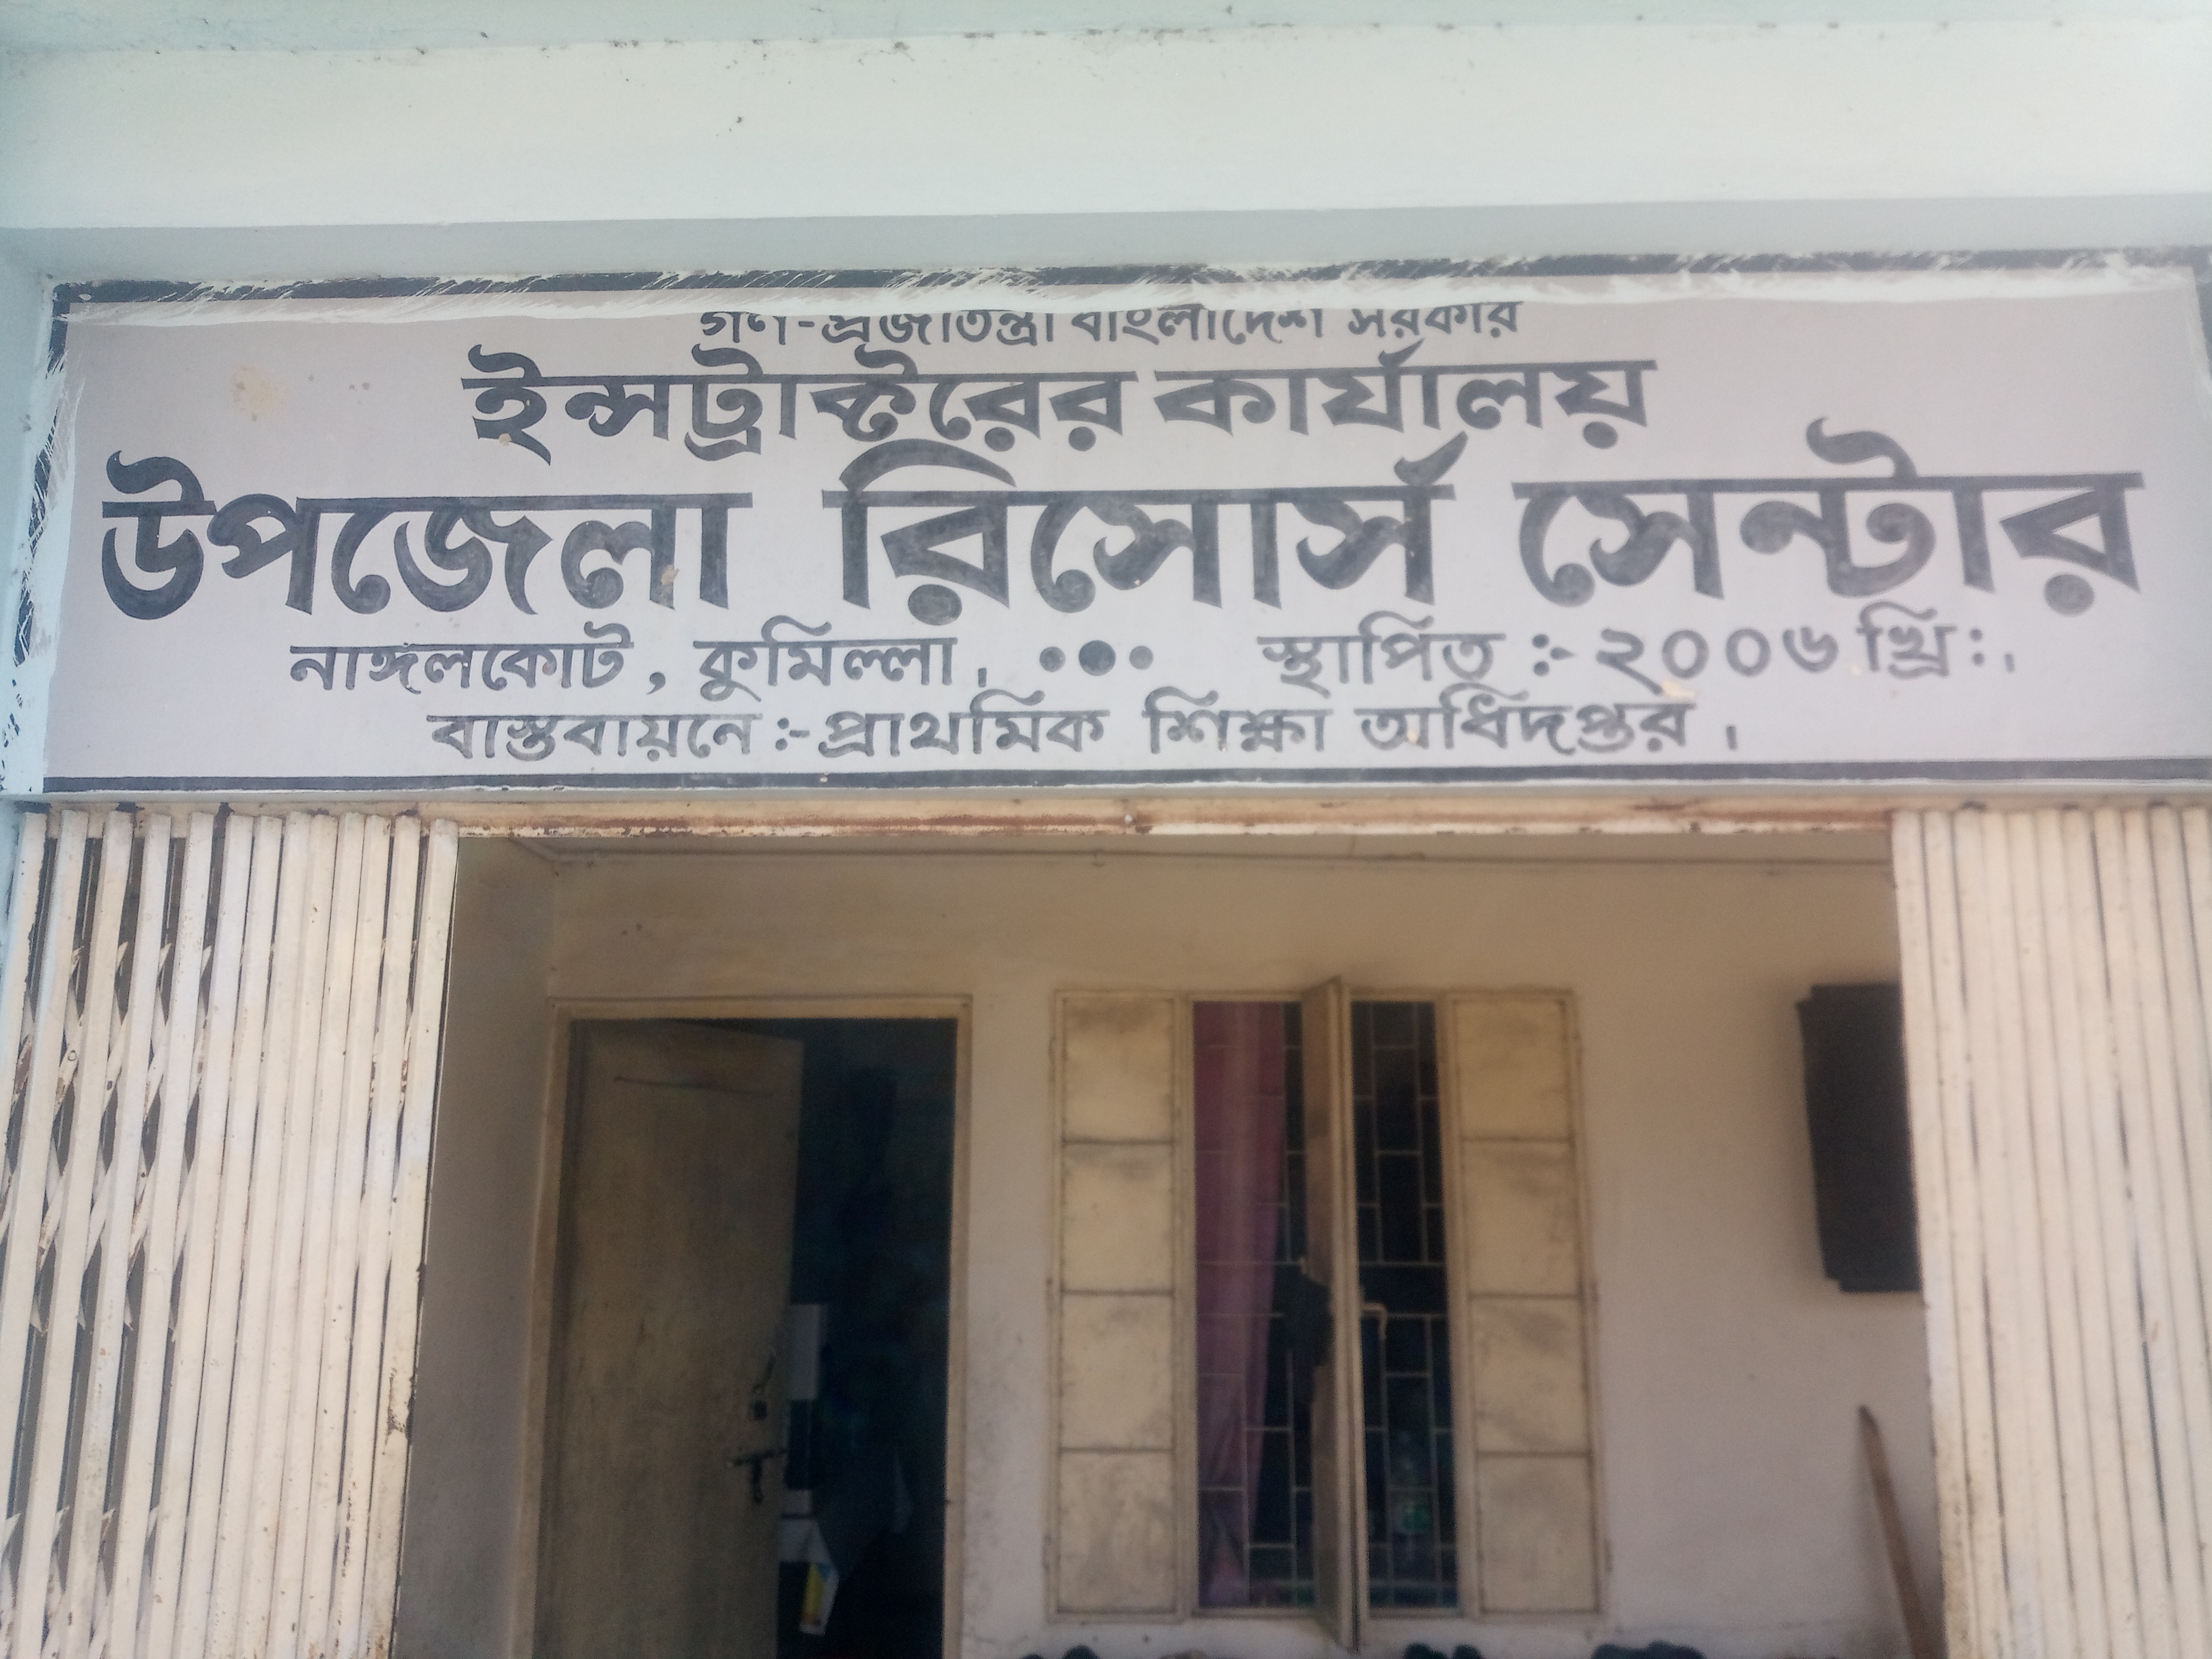 গণ-প্রজাতন্ত্রী বাংলাদেশ সরকার
ইন্সট্রাক্টরের কার্যালয়
উপজেলা রিসোর্স সেন্টার
নাঙ্গলকোট, কুমিল্লা। ••• স্থাপিত :- ২০০৬ খ্রি:।
বাস্তবায়নে :- প্রাথমিক শিক্ষা অধিদপ্তর।